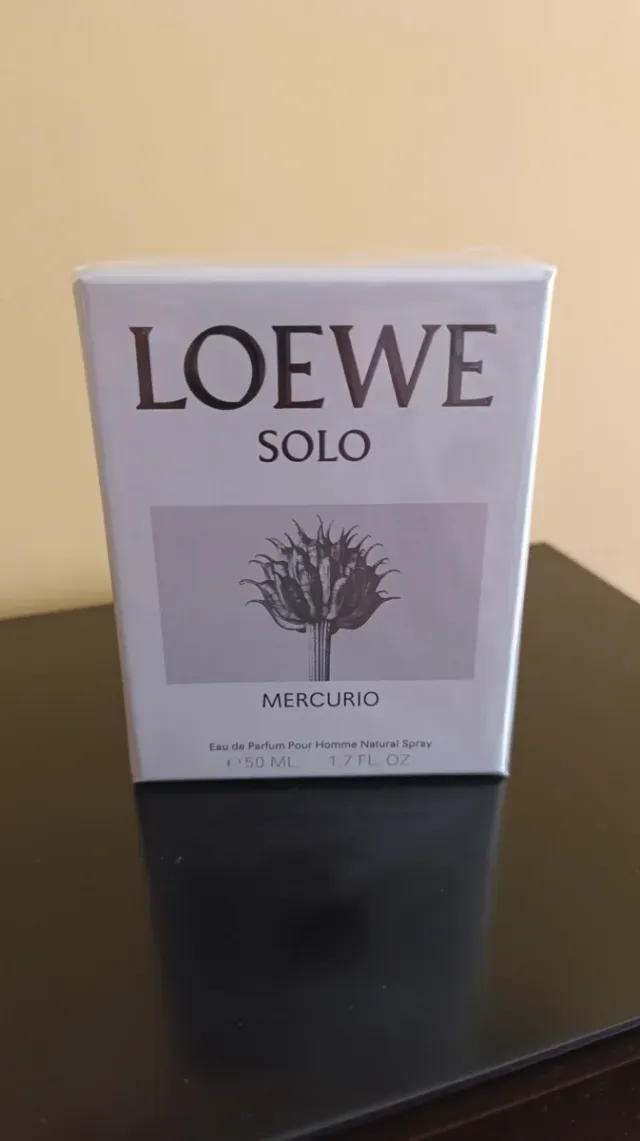 LOEWE
SOLO
MERCURIO
Eau de Parfum Pour Homme Natural Spray
℮ 50 ML 1.7 FL. OZ